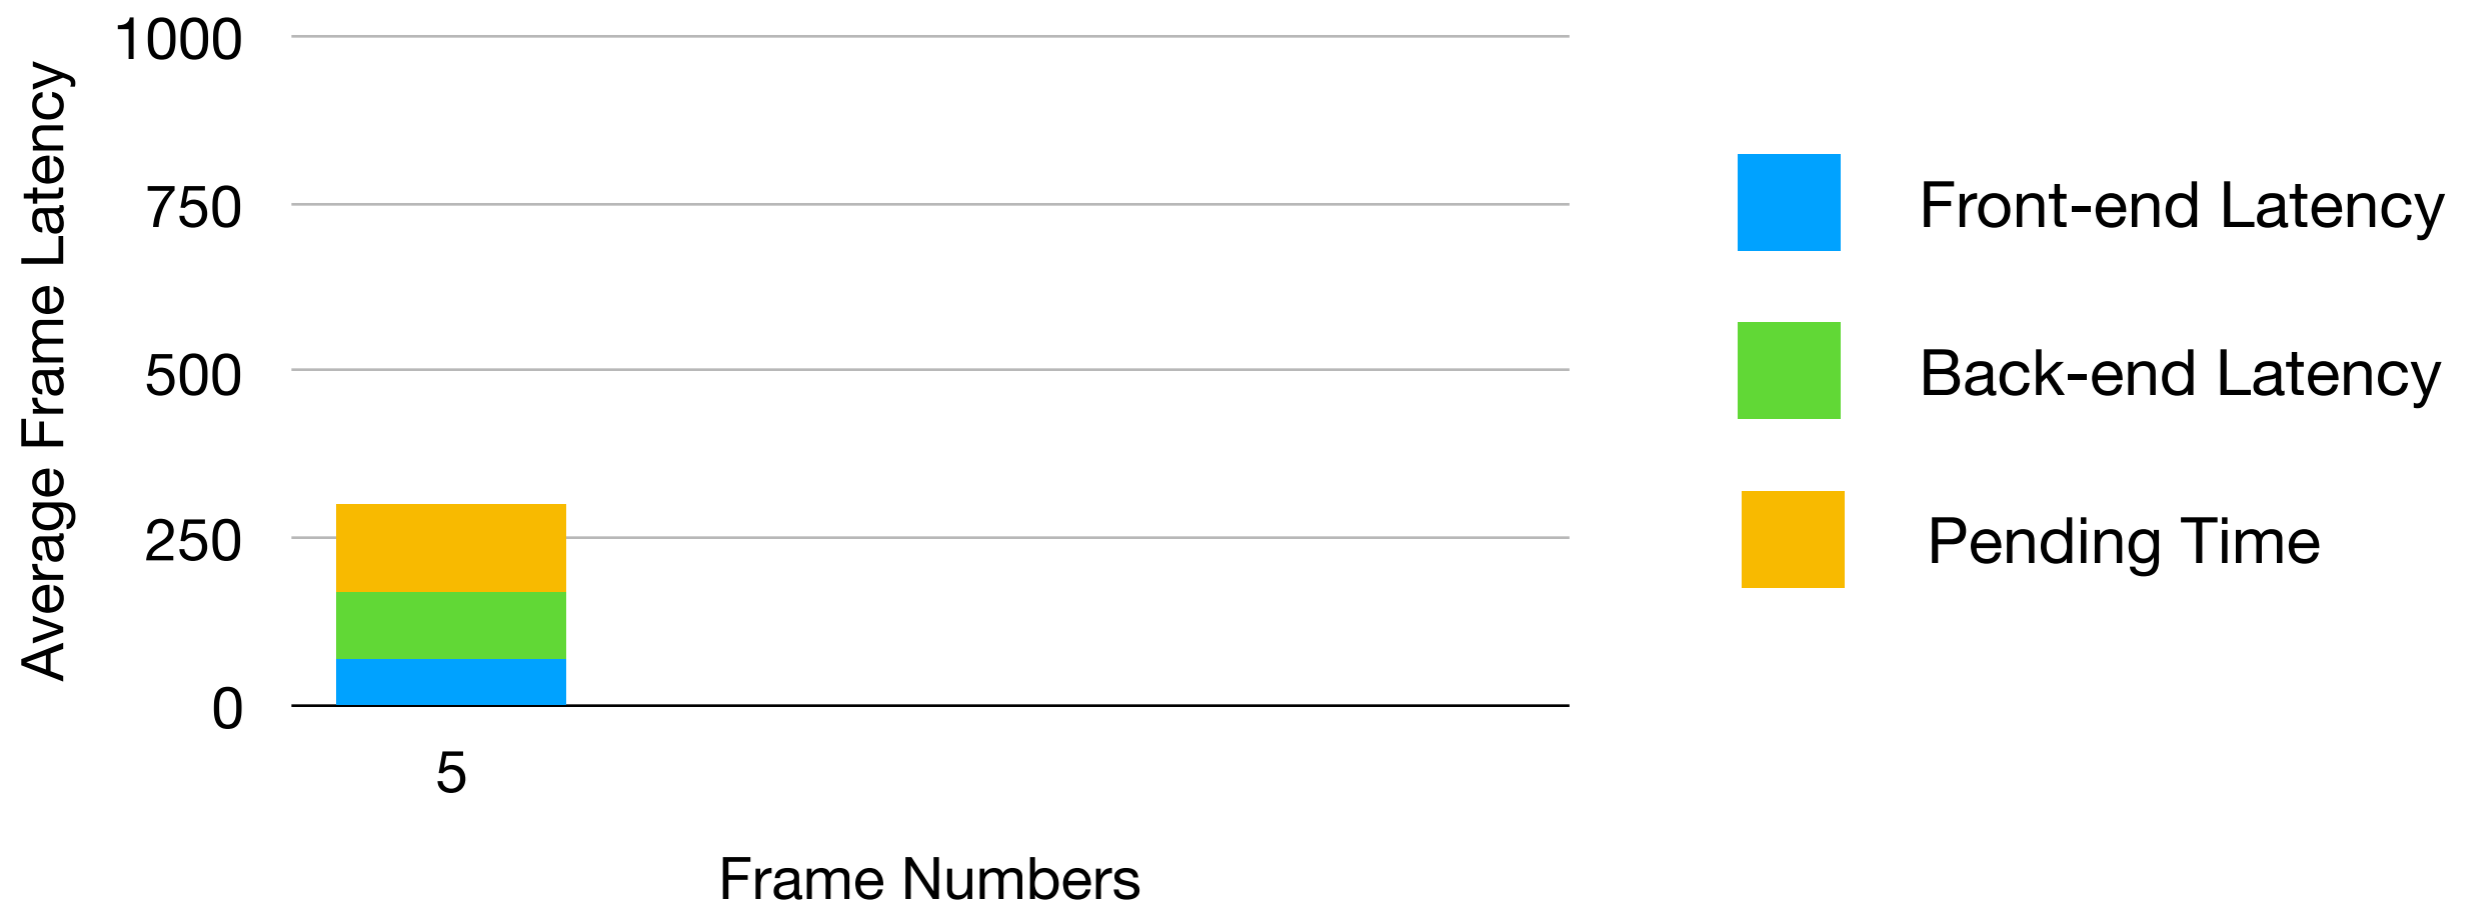 Average Frame Latency
1000
750
500
250
0
5
Frame Numbers
Front-end Latency
Back-end Latency
Pending Time